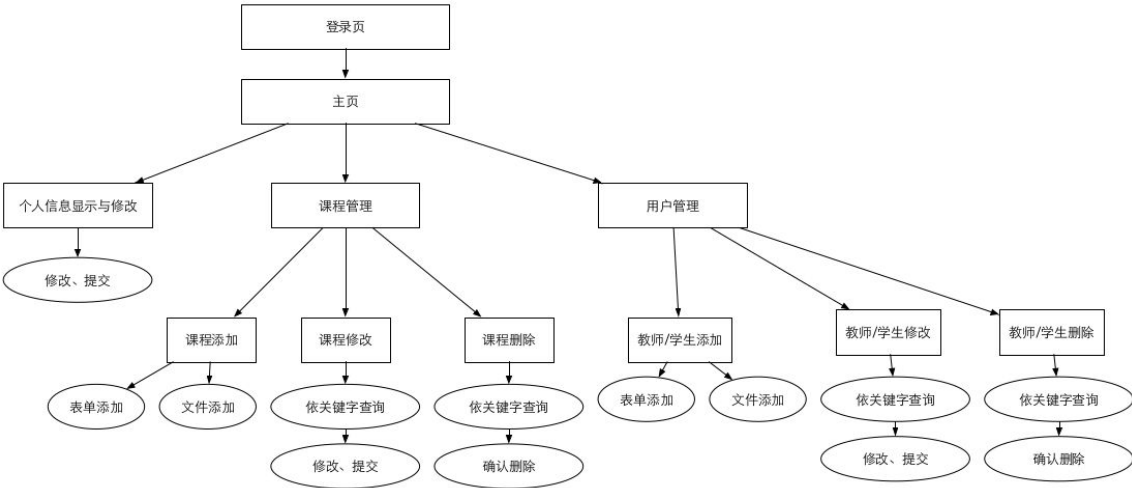 登录页
主页
个人信息显示与修改
课程管理
用户管理
修改、提交
课程添加
课程修改
课程删除
教师/学生添加
教师/学生修改
教师/学生删除
表单添加
文件添加
依关键字查询
依关键字查询
表单添加
文件添加
依关键字查询
依关键字查询
修改、提交
确认删除
修改、提交
确认删除